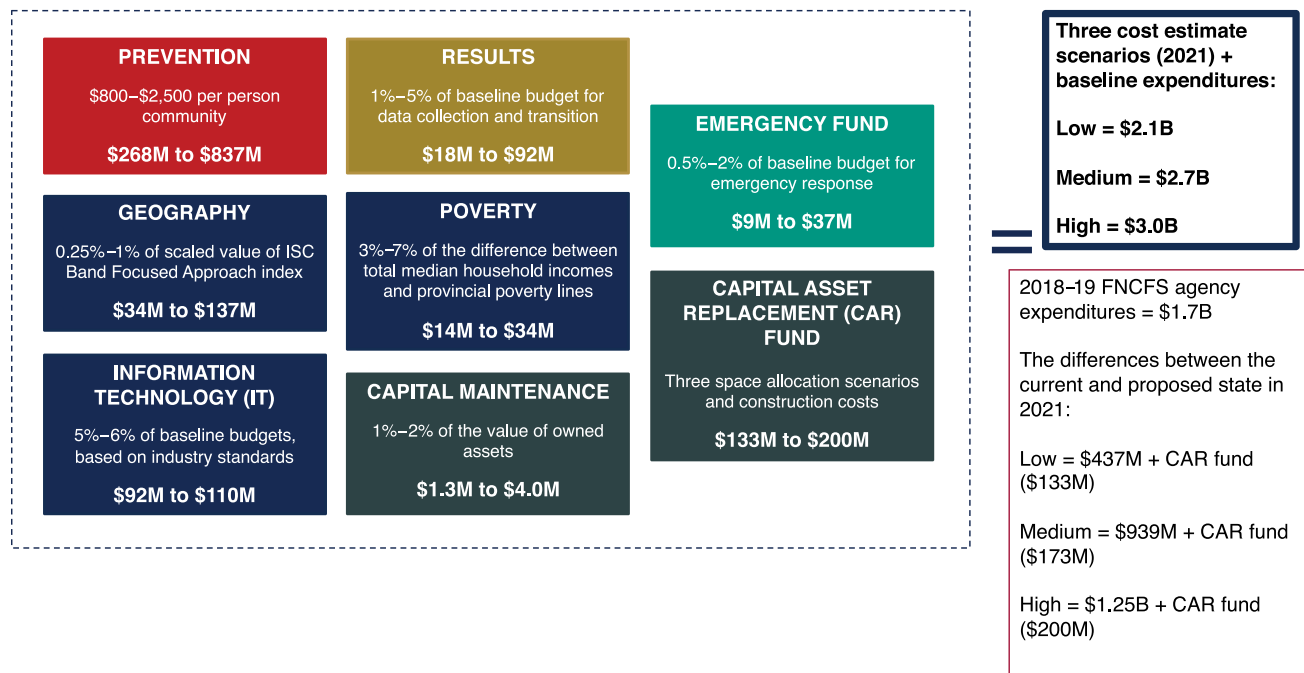 PREVENTION
$800–$2,500 per person
community
$268M to $837M
RESULTS
1%–5% of baseline budget for
data collection and transition
$18M to $92M
EMERGENCY FUND
0.5%–2% of baseline budget for
emergency response
$9M to $37M
GEOGRAPHY
0.25%–1% of scaled value of ISC
Band Focused Approach index
$34M to $137M
POVERTY
3%–7% of the difference between
total median household incomes
and provincial poverty lines
$14M to $34M
CAPITAL ASSET
REPLACEMENT (CAR)
FUND
Three space allocation scenarios
and construction costs
$133M to $200M
INFORMATION
TECHNOLOGY (IT)
5%–6% of baseline budgets,
based on industry standards
$92M to $110M
CAPITAL MAINTENANCE
1%–2% of the value of owned
assets
$1.3M to $4.0M
=
Three cost estimate
scenarios (2021) +
baseline expenditures:
Low = $2.1B
Medium = $2.7B
High = $3.0B
2018–19 FNCFS agency
expenditures = $1.7B
The differences between the
current and proposed state in
2021:
Low = $437M + CAR fund
($133M)
Medium = $939M + CAR fund
($173M)
High = $1.25B + CAR fund
($200M)